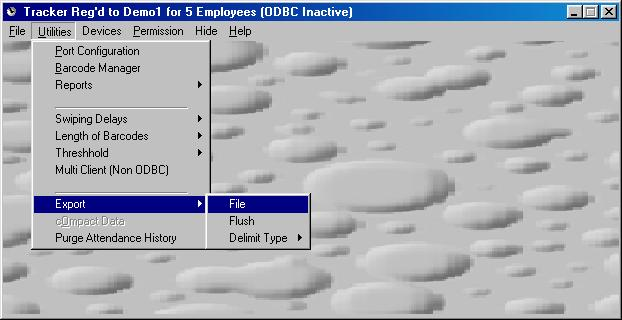 Tracker Reg'd to Demo1 for 5 Employees (ODBC Inactive)
File Utilities Devices Permission Hide Help
Port Configuration
Barcode Manager
Reports
Swiping Delays
Length of Barcodes
Threshhold
Multi Client (Non ODBC)
Export File
cOmpact Data Flush
Purge Attendance History Delimit Type